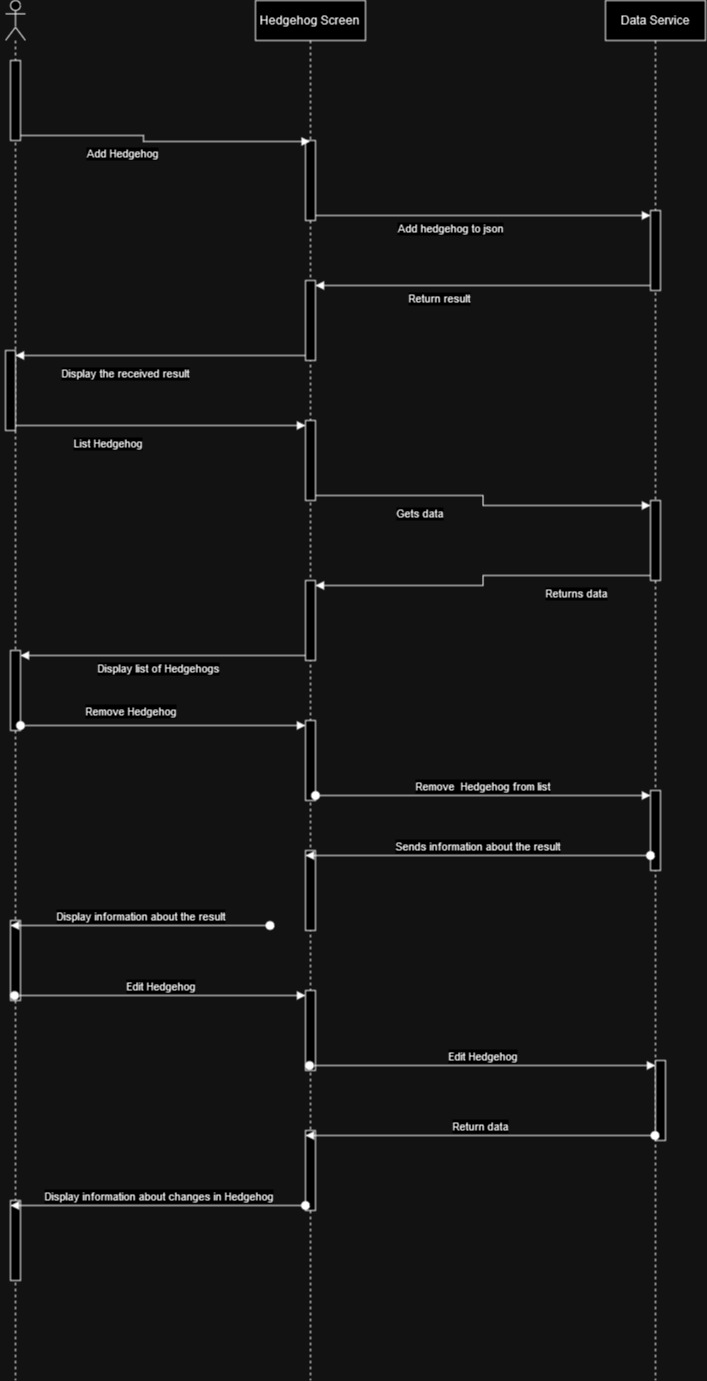 Hedgehog Screen
Data Service
Add Hedgehog
Add hedgehog to json
Return result
Display the received result
List Hedgehog
Gets data
Returns data
Display list of Hedgehogs
Remove Hedgehog
Remove  Hedgehog from list
Sends information about the result
Display information about the result
Edit Hedgehog
Edit Hedgehog
Return data
Display information about changes in Hedgehog